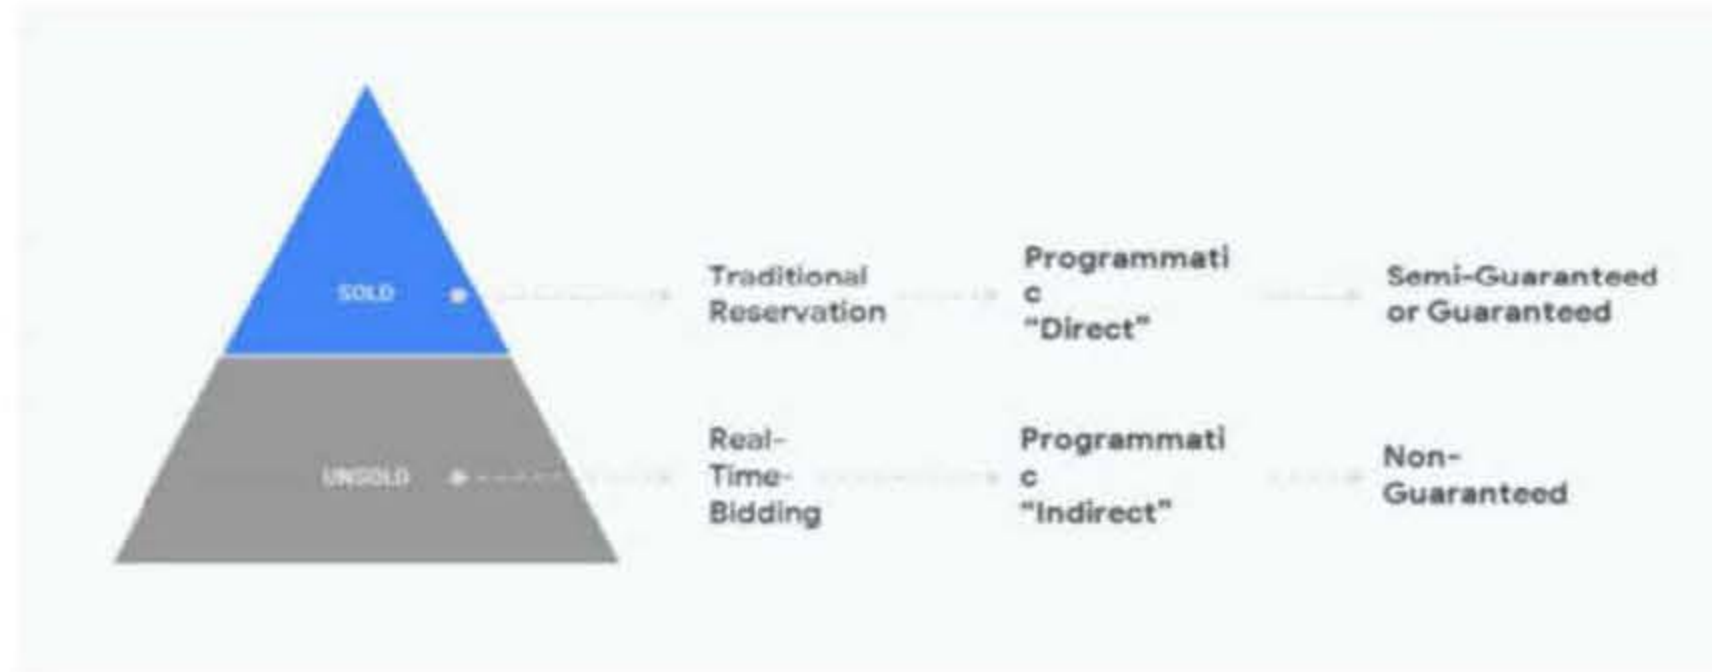 SOLD
Traditional
Reservation
Programmati
c
"Direct"
Semi-Guaranteed
or Guaranteed
UNSOLD
Real-
Time-
Bidding
Programmati
c
"Indirect"
Non-
Guaranteed